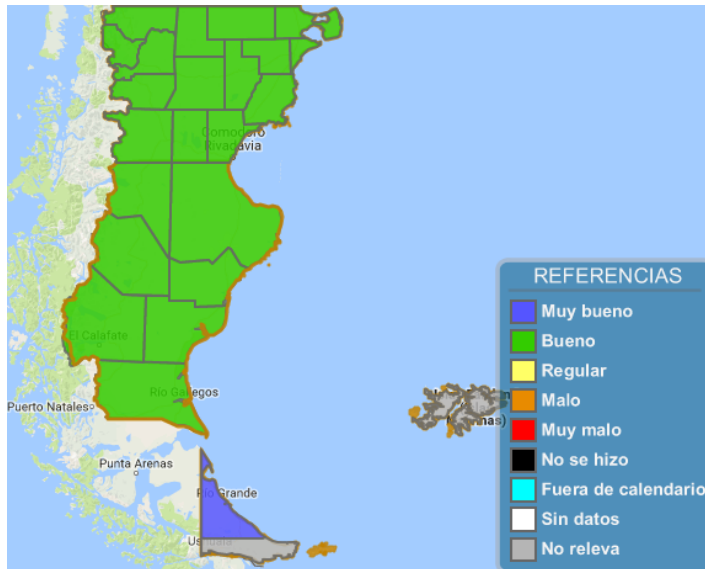 Comodoro
Rivadavia
El Calafate
Río Gallegos
Puerto Natales
Punta Arenas
Río Grande
REFERENCIAS
Muy bueno
Bueno
Regular
Malo
Muy malo
No se hizo
Fuera de calendario
Sin datos
No releva